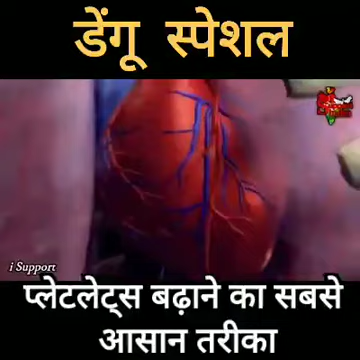 डेंगू स्पेशल
i Support
प्लेटलेट्स बढ़ाने का सबसे
आसान तरीका